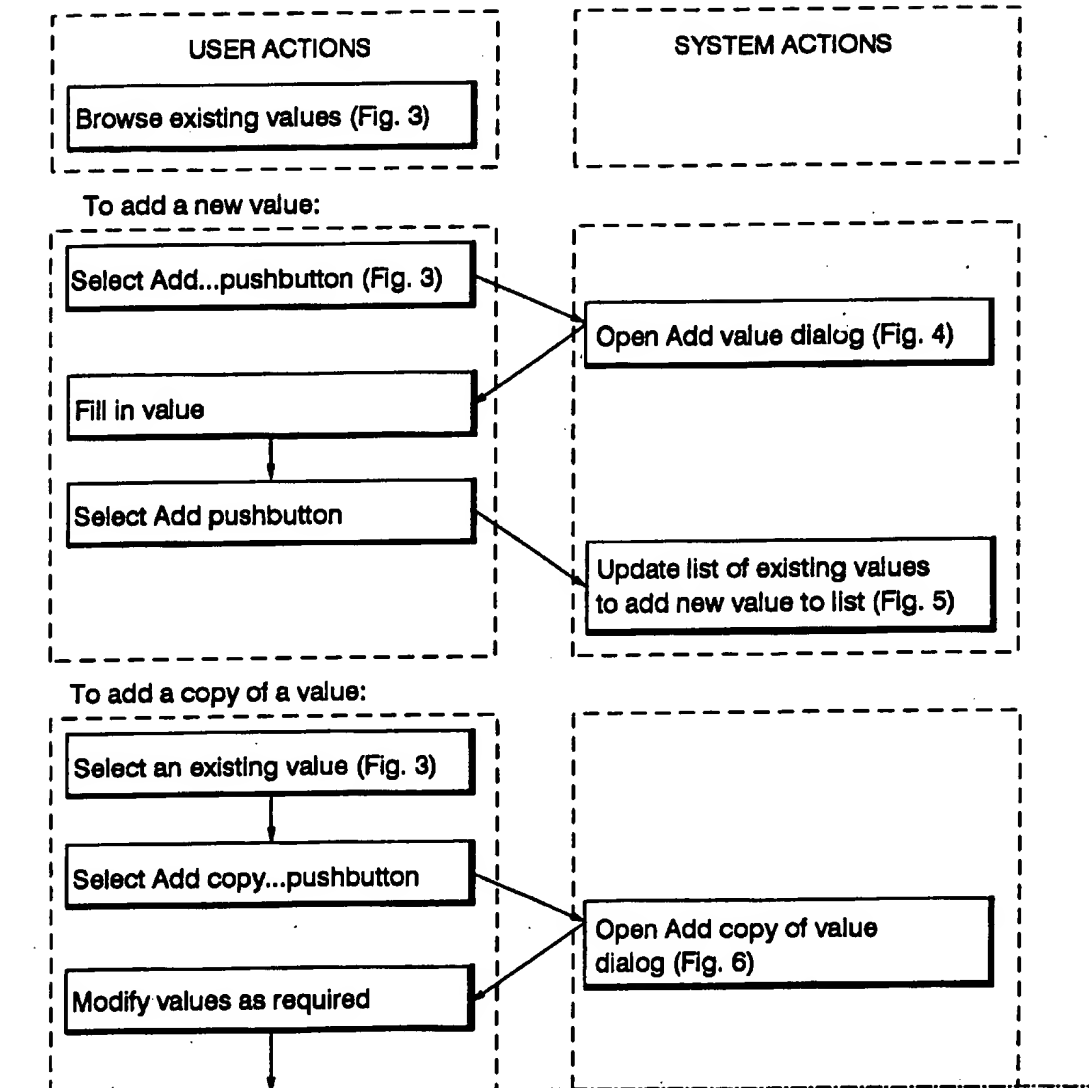 USER ACTIONS
SYSTEM ACTIONS
Browse existing values (Fig. 3)
To add a new value:
Select Add...pushbutton (Fig. 3)
Open Add value dialog (Fig. 4)
Fill in value
Select Add pushbutton
Update list of existing values
to add new value to list (Fig. 5)
To add a copy of a value:
Select an existing value (Fig. 3)
Select Add copy...pushbutton
Open Add copy of value
dialog (Fig. 6)
Modify values as required